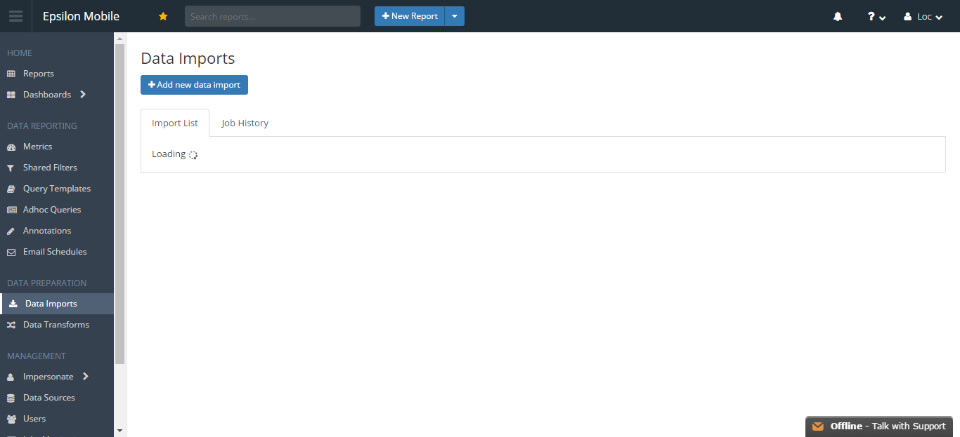 Epsilon Mobile
Search reports...
+ New Report
? Loc
HOME
Reports
Dashboards
DATA REPORTING
Metrics
Shared Filters
Query Templates
Adhoc Queries
Annotations
Email Schedules
DATA PREPARATION
Data Imports
Data Transforms
MANAGEMENT
Impersonate
Data Sources
Users
Data Imports
+ Add new data import
Import List
Job History
Loading
Offline - Talk with Support